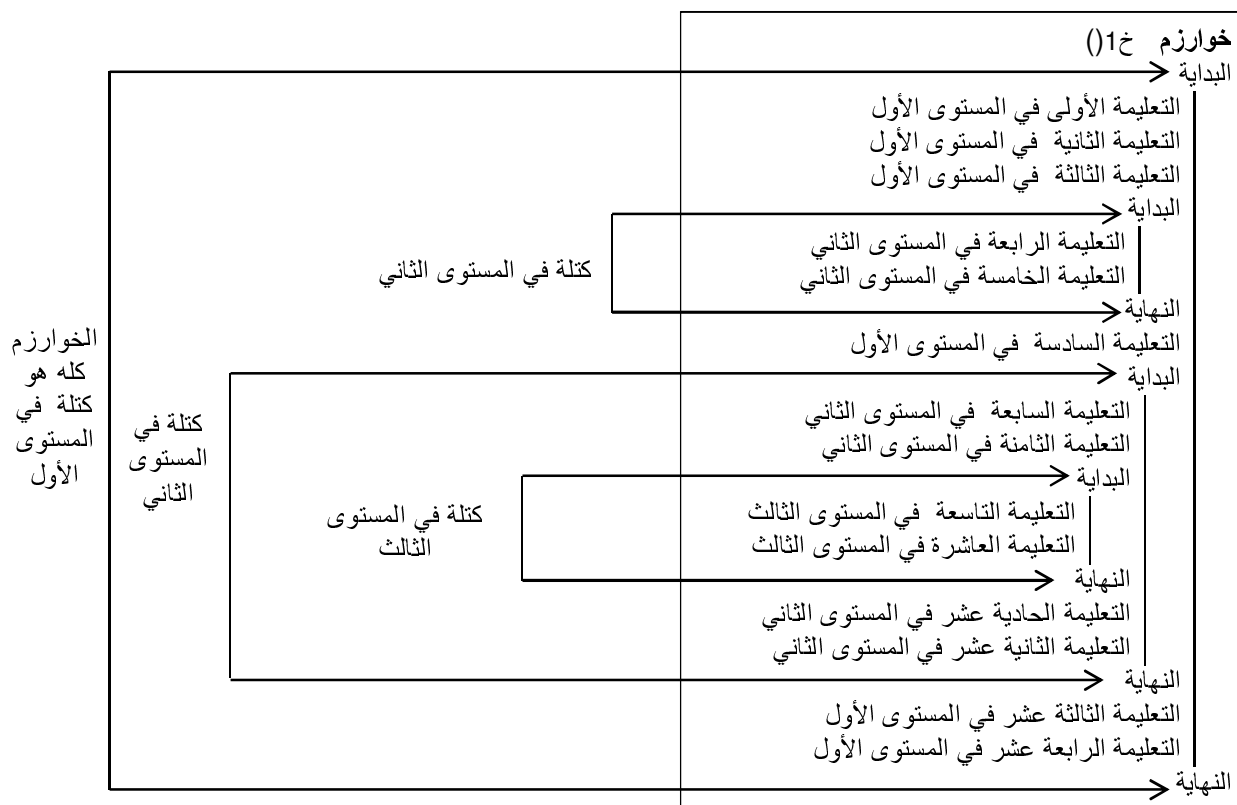 خوارزم خ1()
البداية
التعليمة الأولى في المستوى الأول
التعليمة الثانية في المستوى الأول
التعليمة الثالثة في المستوى الأول
البداية
التعليمة الرابعة في المستوى الثاني
التعليمة الخامسة في المستوى الثاني
النهاية
كتلة في المستوى الثاني
التعليمة السادسة في المستوى الأول
البداية
التعليمة السابعة في المستوى الثاني
التعليمة الثامنة في المستوى الثاني
البداية
التعليمة التاسعة في المستوى الثالث
التعليمة العاشرة في المستوى الثالث
النهاية
كتلة في المستوى
الثالث
التعليمة الحادية عشر في المستوى الثاني
التعليمة الثانية عشر في المستوى الثاني
النهاية
كتلة في
المستوى
الثاني
التعليمة الثالثة عشر في المستوى الأول
التعليمة الرابعة عشر في المستوى الأول
النهاية
الخوارزم
كله هو
كتلة في
المستوى
الأول